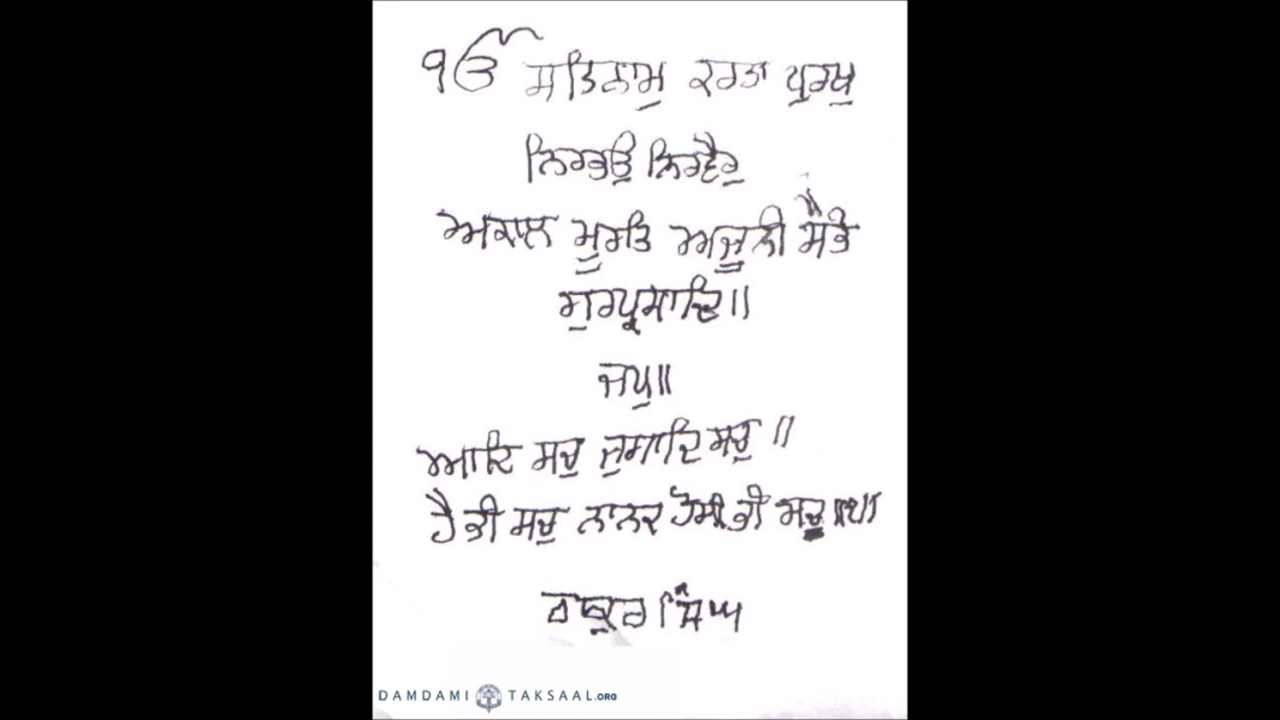 ੴ ਸਤਿਨਾਮੁ ਕਰਤਾ ਪੁਰਖੁ
ਨਿਰਭਉ ਨਿਰਵੈਰੁ
ਅਕਾਲ ਮੂਰਤਿ ਅਜੂਨੀ ਸੈਭੰ
ਗੁਰਪ੍ਰਸਾਦਿ॥
ਜਪੁ॥
ਆਦਿ ਸਚੁ ਜੁਗਾਦਿ ਸਚੁ ॥
ਹੈ ਭੀ ਸਚੁ ਨਾਨਕ ਹੋਸੀ ਭੀ ਸਚੁ ॥੧॥
ਠਾਕੁਰ ਸਿੰਘ
DAMDAMI TAKSAAL.ORG